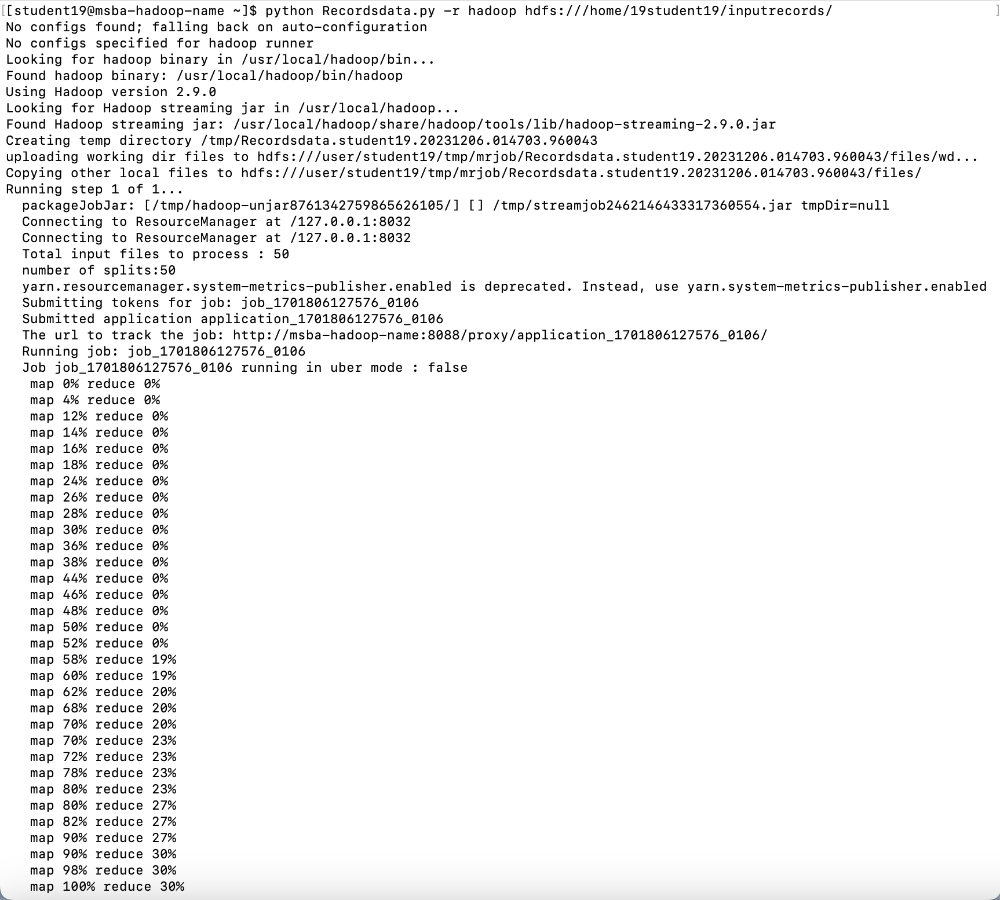 [[student19@msba-hadoop-name ~]$ python Recordsdata.py -r hadoop hdfs:///home/19student19/inputrecords/ ]
No configs found; falling back on auto-configuration
No configs specified for hadoop runner
Looking for hadoop binary in /usr/local/hadoop/bin...
Found hadoop binary: /usr/local/hadoop/bin/hadoop
Using Hadoop version 2.9.0
Looking for Hadoop streaming jar in /usr/local/hadoop...
Found Hadoop streaming jar: /usr/local/hadoop/share/hadoop/tools/lib/hadoop-streaming-2.9.0.jar
Creating temp directory /tmp/Recordsdata.student19.20231206.014703.960043
uploading working dir files to hdfs:///user/student19/tmp/mrjob/Recordsdata.student19.20231206.014703.960043/files/wd...
Copying other local files to hdfs:///user/student19/tmp/mrjob/Recordsdata.student19.20231206.014703.960043/files/
Running step 1 of 1...
packageJobJar: [/tmp/hadoop-unjar8761342759865626105/] [] /tmp/streamjob2462146433317360554.jar tmpDir=null
Connecting to ResourceManager at /127.0.0.1:8032
Connecting to ResourceManager at /127.0.0.1:8032
Total input files to process : 50
number of splits:50
yarn.resourcemanager.system-metrics-publisher.enabled is deprecated. Instead, use yarn.system-metrics-publisher.enabled
Submitting tokens for job: job_1701806127576_0106
Submitted application application_1701806127576_0106
The url to track the job: http://msba-hadoop-name:8088/proxy/application_1701806127576_0106/
Running job: job_1701806127576_0106
Job job_1701806127576_0106 running in uber mode : false
map 0% reduce 0%
map 4% reduce 0%
map 12% reduce 0%
map 14% reduce 0%
map 16% reduce 0%
map 18% reduce 0%
map 24% reduce 0%
map 26% reduce 0%
map 28% reduce 0%
map 30% reduce 0%
map 36% reduce 0%
map 38% reduce 0%
map 44% reduce 0%
map 46% reduce 0%
map 48% reduce 0%
map 50% reduce 0%
map 52% reduce 0%
map 58% reduce 19%
map 60% reduce 19%
map 62% reduce 20%
map 68% reduce 20%
map 70% reduce 20%
map 70% reduce 23%
map 72% reduce 23%
map 78% reduce 23%
map 80% reduce 23%
map 80% reduce 27%
map 82% reduce 27%
map 90% reduce 27%
map 90% reduce 30%
map 98% reduce 30%
map 100% reduce 30%